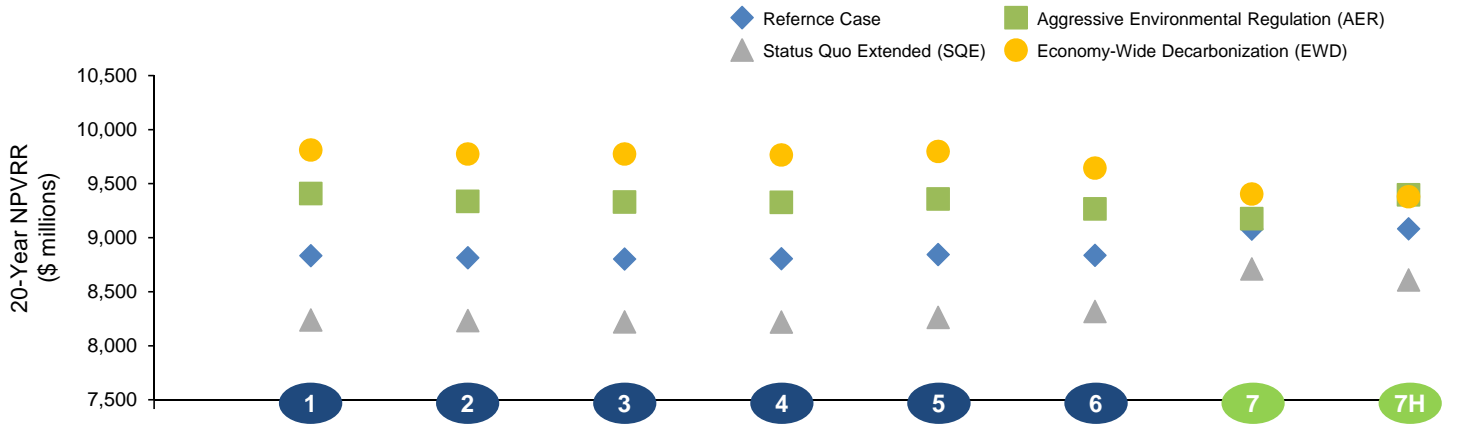 Refernce Case
Aggressive Environmental Regulation (AER)
Status Quo Extended (SQE)
Economy-Wide Decarbonization (EWD)
20-Year NPVRR
($ millions)
10,500
10,000
9,500
9,000
8,500
8,000
7,500
1 2 3 4 5 6 7 7H